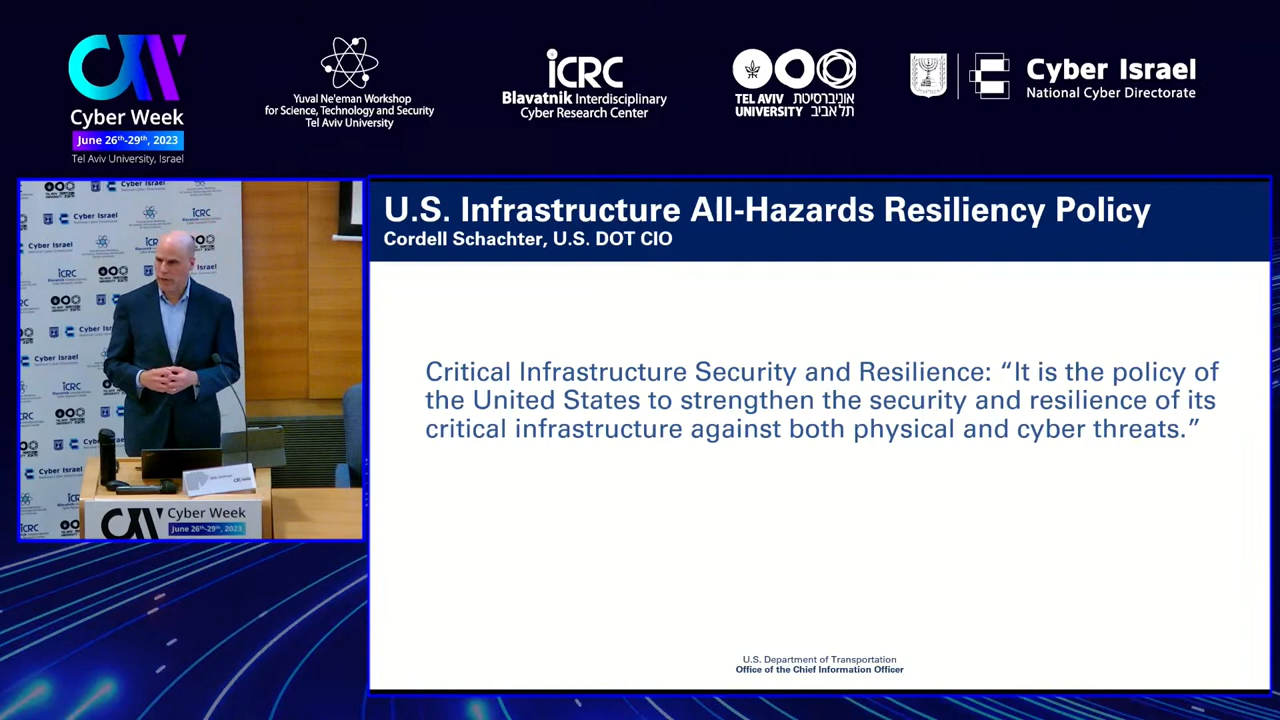 Cyber Week
June 26th-29th, 2023
Tel Aviv University, Israel
Yuval Ne'eman Workshop
for Science, Technology and Security
Tel Aviv University
iCRC
Blavatnik Interdisciplinary
Cyber Research Center
TEL AVIV אוניברסיטת
UNIVERSITY תל אביב
Cyber Israel
National Cyber Directorate
U.S. Infrastructure All-Hazards Resiliency Policy
Cordell Schachter, U.S. DOT CIO
Critical Infrastructure Security and Resilience: “It is the policy of
the United States to strengthen the security and resilience of its
critical infrastructure against both physical and cyber threats.”
U.S. Department of Transportation
Office of the Chief Information Officer
Cyber Israel
iCRC
Cyber Week
June 26th-29th, 2023